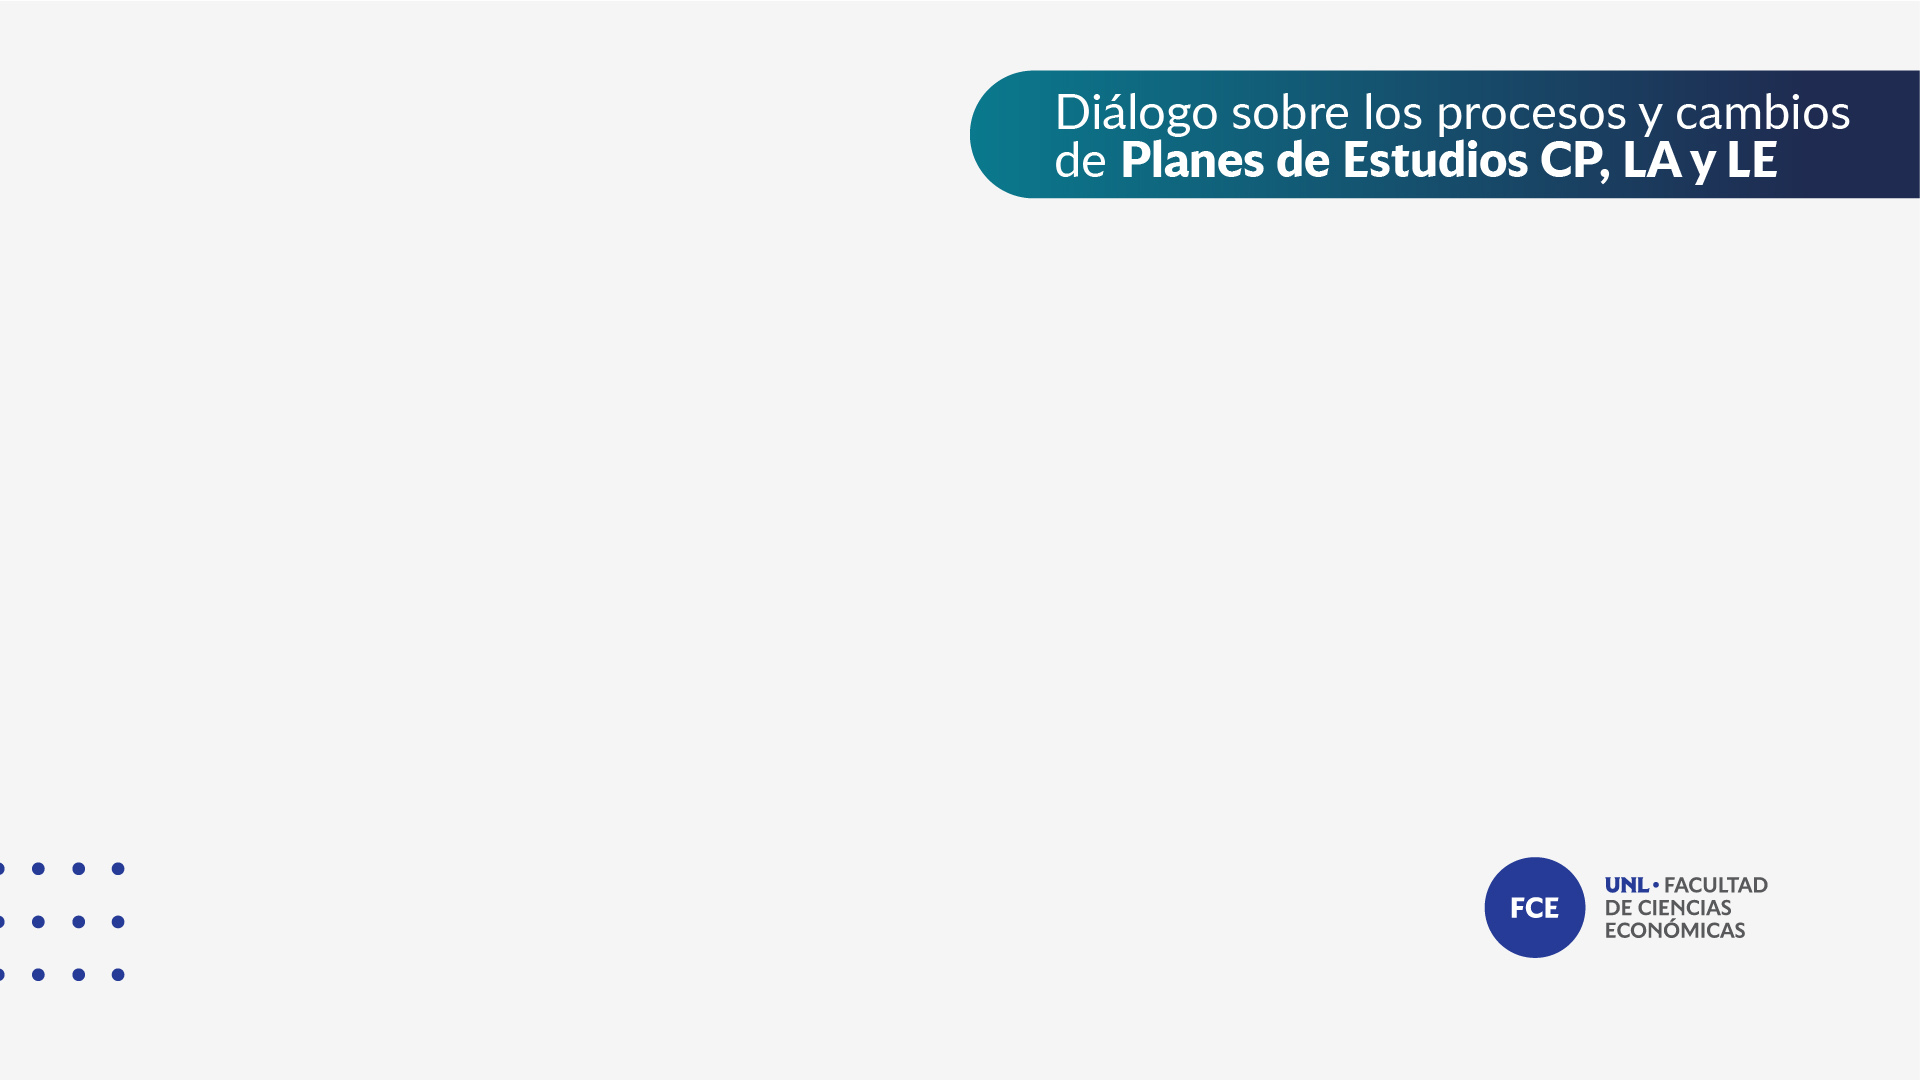 Diálogo sobre los procesos y cambios
de Planes de Estudios CP, LA y LE
FCE
UNL • FACULTAD
DE CIENCIAS
ECONÓMICAS